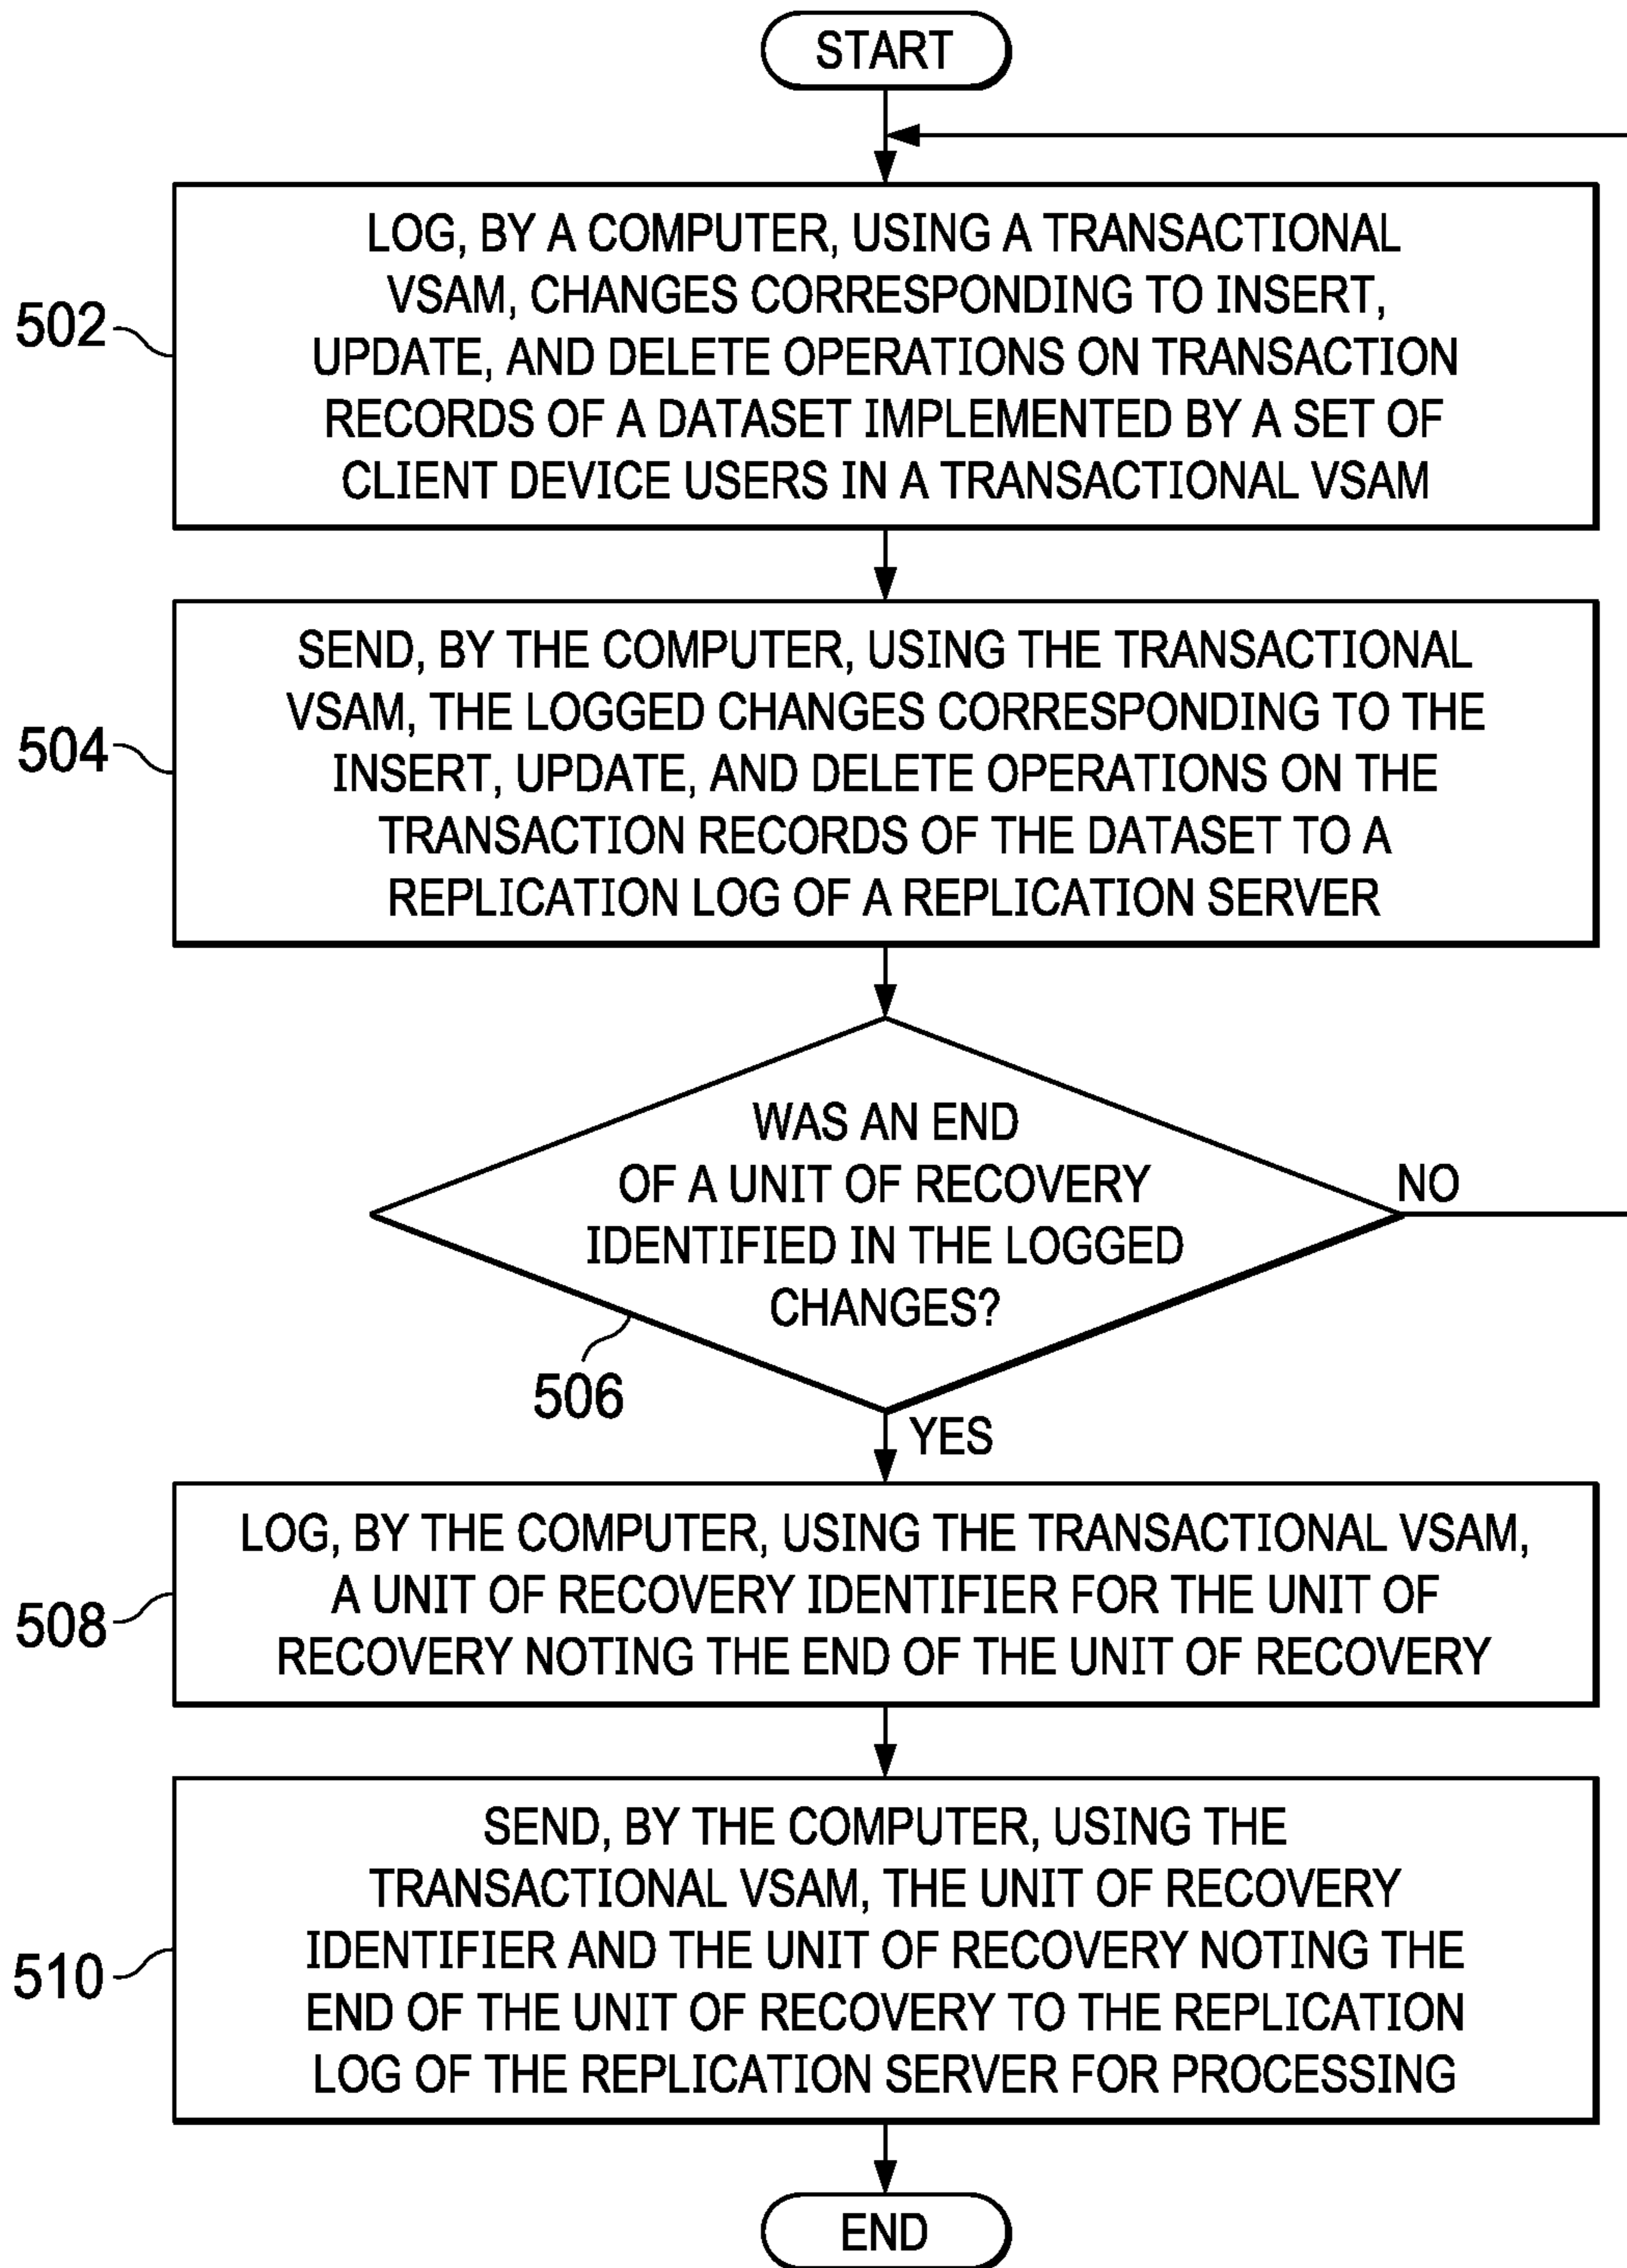 START
LOG, BY A COMPUTER, USING A TRANSACTIONAL
VSAM, CHANGES CORRESPONDING TO INSERT,
UPDATE, AND DELETE OPERATIONS ON TRANSACTION
RECORDS OF A DATASET IMPLEMENTED BY A SET OF
CLIENT DEVICE USERS IN A TRANSACTIONAL VSAM
502
SEND, BY THE COMPUTER, USING THE TRANSACTIONAL
VSAM, THE LOGGED CHANGES CORRESPONDING TO THE
INSERT, UPDATE, AND DELETE OPERATIONS ON THE
TRANSACTION RECORDS OF THE DATASET TO A
REPLICATION LOG OF A REPLICATION SERVER
504
WAS AN END
OF A UNIT OF RECOVERY
IDENTIFIED IN THE LOGGED
CHANGES?
NO
506
YES
LOG, BY THE COMPUTER, USING THE TRANSACTIONAL VSAM,
A UNIT OF RECOVERY IDENTIFIER FOR THE UNIT OF
RECOVERY NOTING THE END OF THE UNIT OF RECOVERY
508
SEND, BY THE COMPUTER, USING THE
TRANSACTIONAL VSAM, THE UNIT OF RECOVERY
IDENTIFIER AND THE UNIT OF RECOVERY NOTING THE
END OF THE UNIT OF RECOVERY TO THE REPLICATION
LOG OF THE REPLICATION SERVER FOR PROCESSING
510
END